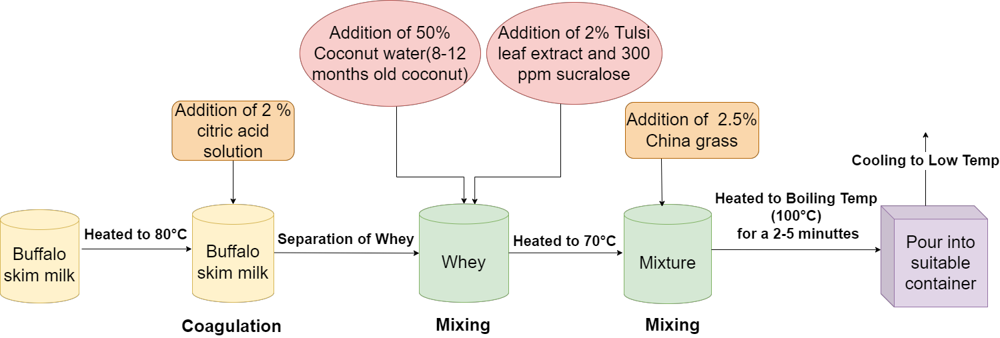 Addition of 50%
Coconut water(8-12
months old coconut)
Addition of 2% Tulsi
leaf extract and 300
ppm sucralose
Addition of 2 %
citric acid
solution
Addition of  2.5%
China grass
Cooling to Low Temp
Buffalo
skim milk
Heated to 80°C
Buffalo
skim milk
Separation of Whey
Whey
Heated to 70°C
Mixture
Heated to Boiling Temp
(100°C)
for a 2-5 minuttes
Pour into
suitable
container
Coagulation
Mixing
Mixing